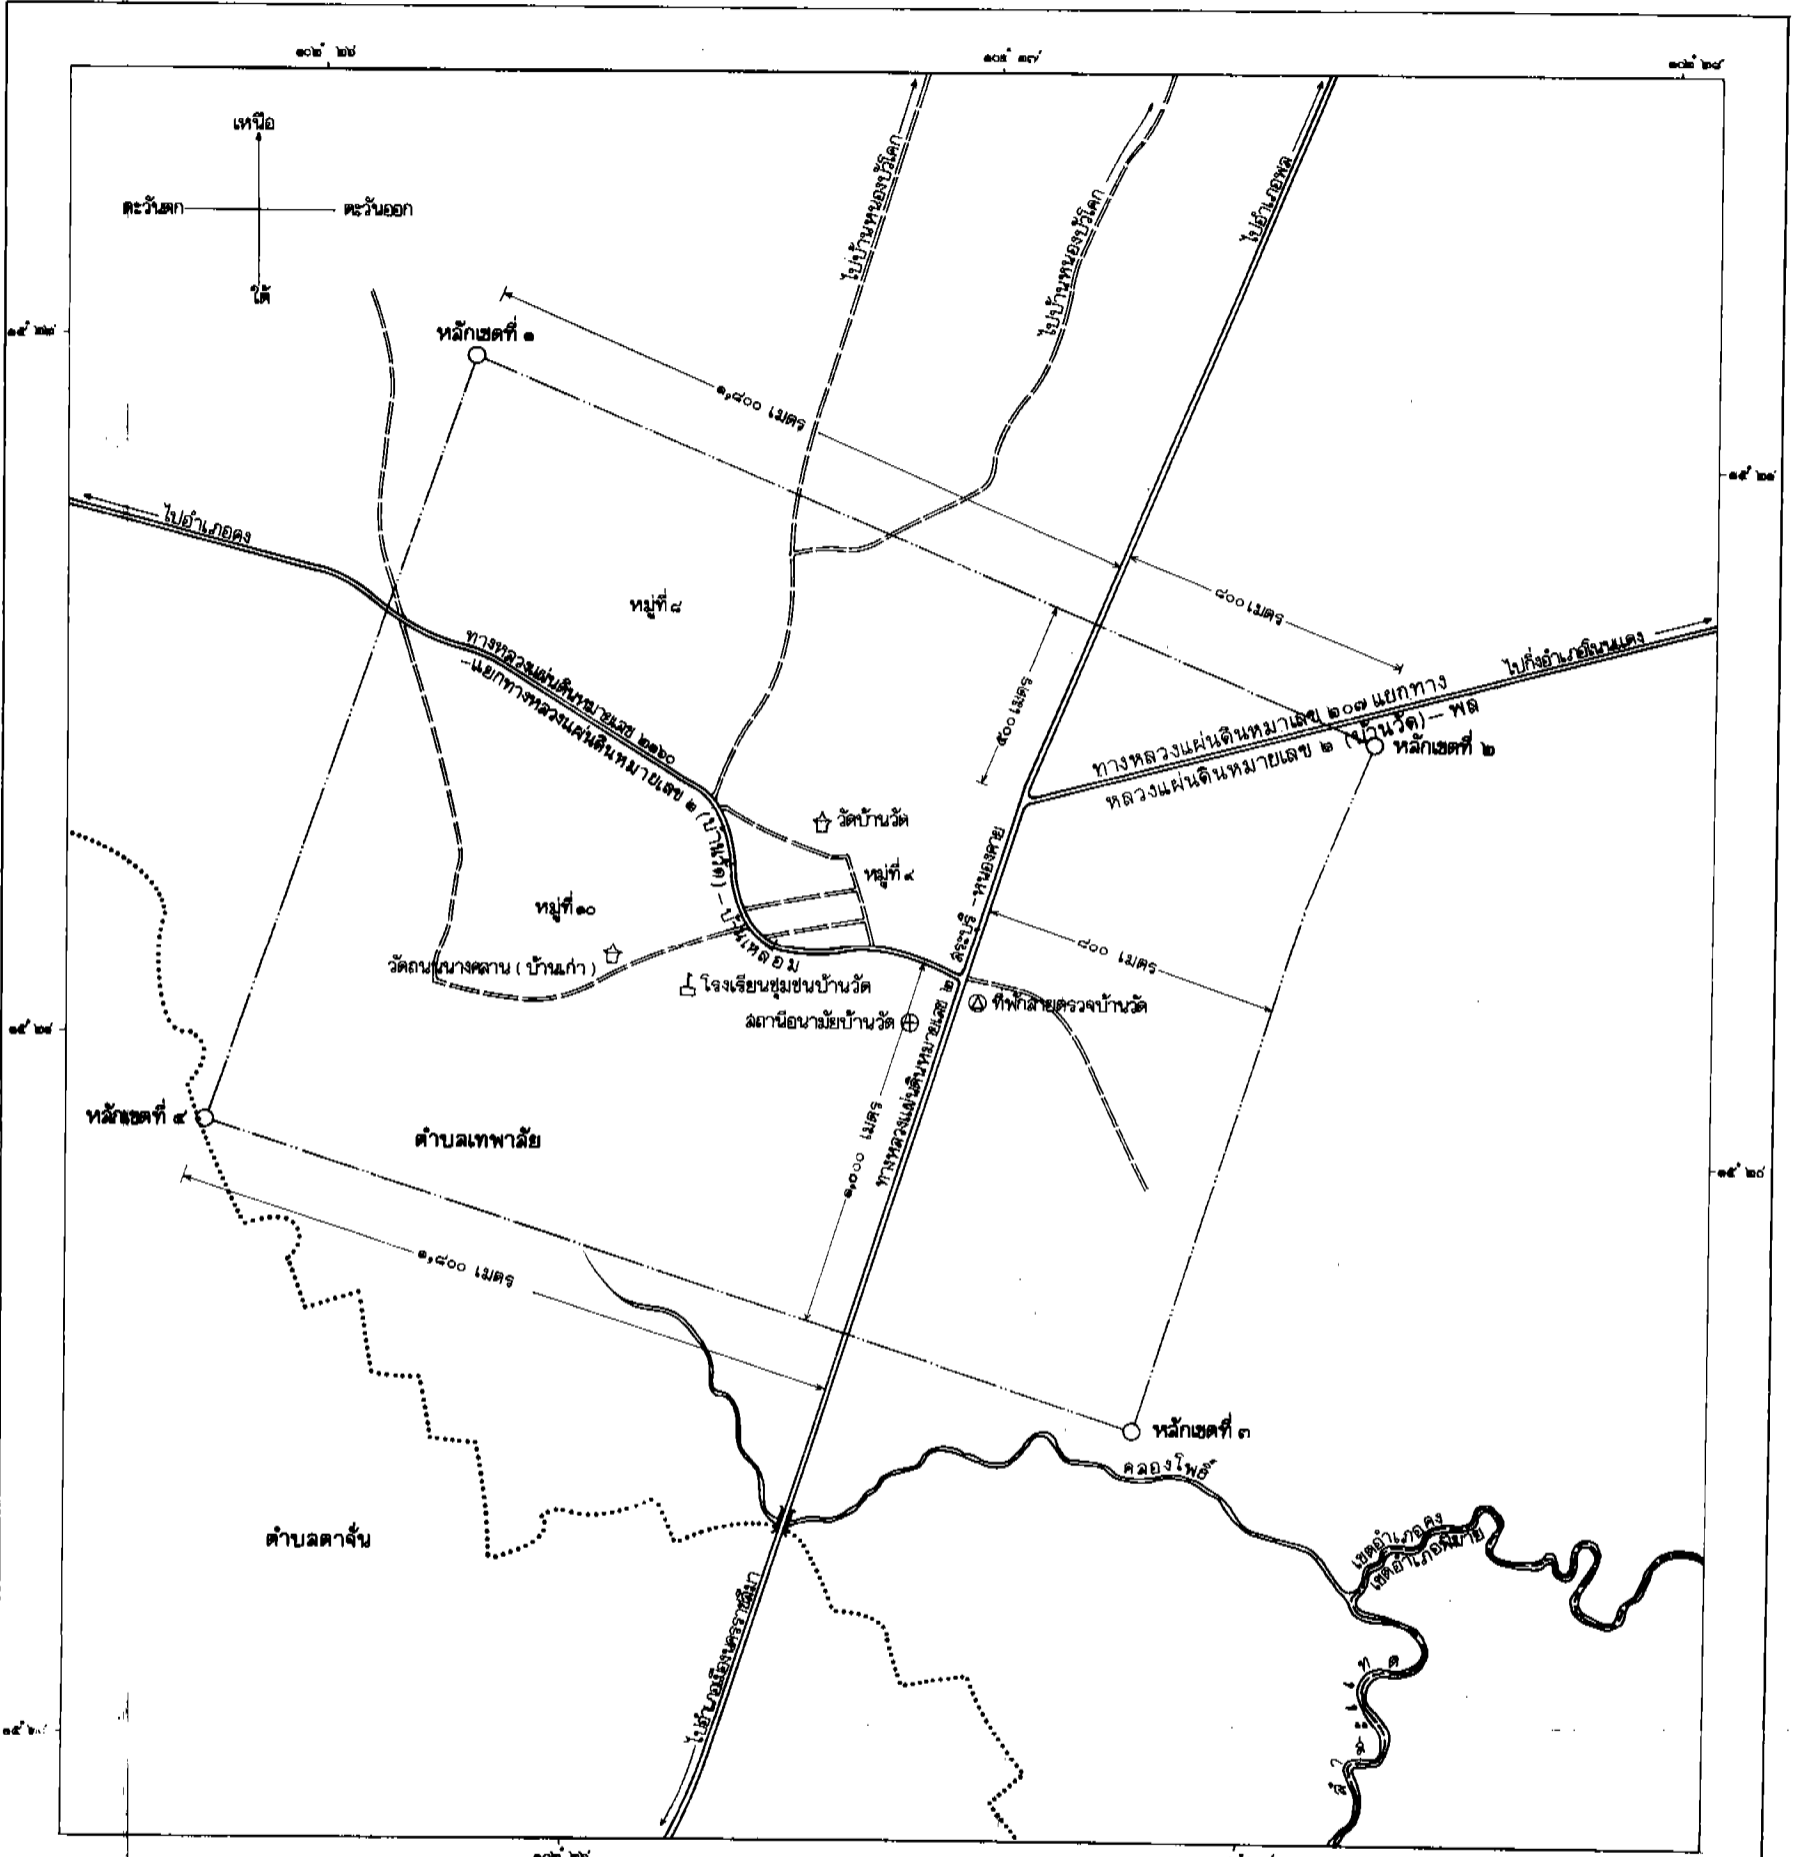 ๑๐๒° ๒๗'
๑๐๒° ๒๘'
เหนือ
ตะวันตก
ตะวันออก
ใต้
ไปบ้านหนองบัวโคก
ไปบ้านหนองบัวโคก
ไปอำเภอพล
หลักเขตที่ ๑
๑,๘๐๐ เมตร
๑๕° ๒๑'
ไปอำเภอคง
หมู่ที่ ๘
๘๐๐ เมตร
๕๐๐ เมตร
ไปกิ่งอำเภอโนนแดง
ทางหลวงแผ่นดินหมายเลข ๒๑๖๐
-แยกทางหลวงแผ่นดินหมายเลข ๒ (บ้านวัด) - บ้านเหลื่อม
ทางหลวงแผ่นดินหมาเลข ๒๐๗ แยกทาง
หลวงแผ่นดินหมายเลข ๒ (บ้านวัด) - พล
หลักเขตที่ ๒
วัดบ้านวัด
หมู่ที่ ๙
หมู่ที่ ๑๐
วัดถนนนางคลาน (บ้านเก่า)
โรงเรียนชุมชนบ้านวัด
สถานีอนามัยบ้านวัด
ที่พักสายตรวจบ้านวัด
๘๐๐ เมตร
ทางหลวงแผ่นดินหมายเลข ๒ สระบุรี - หนองคาย
๑,๐๐๐ เมตร
หลักเขตที่ ๔
ตำบลเทพาลัย
๑๕° ๒๐'
๑,๘๐๐ เมตร
หลักเขตที่ ๓
คลองโพธิ์
ตำบลตาจั่น
เขตอำเภอคง
เขตอำเภอพิมาย
ไปอำเภอเมืองนครราชสีมา